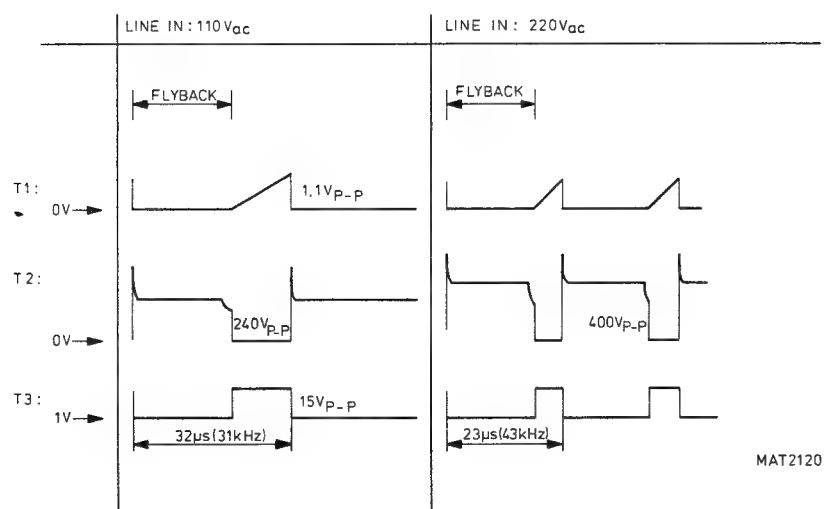 LINE IN : 110Vac
LINE IN : 220Vac
FLYBACK
FLYBACK
T1:
1.1VP-P
0V
T2:
240VP-P
400VP-P
0V
T3:
15VP-P
1V
32µs(31kHz)
23µs(43kHz)
MAT2120